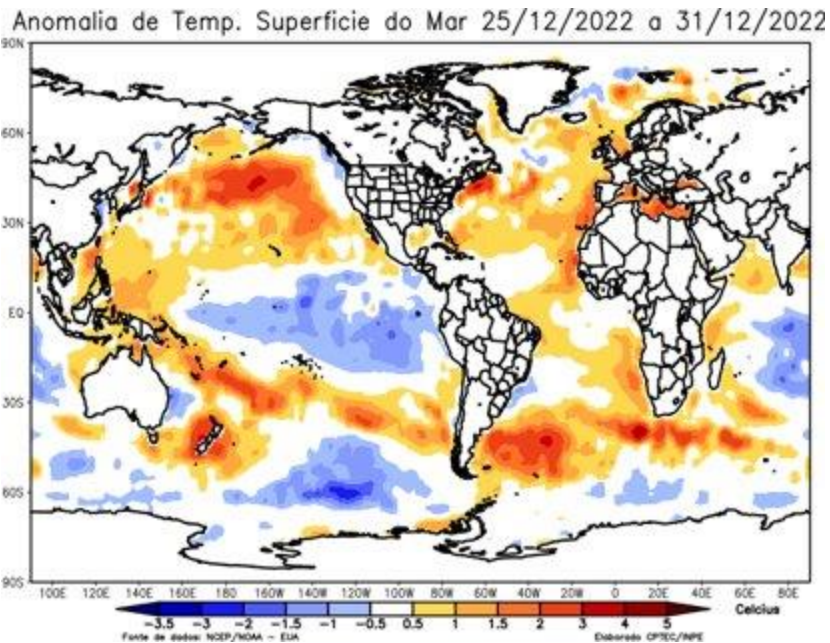 Anomalia de Temp. Superficie do Mar 25/12/2022 a 31/12/2022
90N
60N
30N
EQ
30S
60S
90S
100E 120E 140E 160E 180 160W 140W 120W 100W 80W 60W 40W 20W 0 20E 40E 60E 80E
-3.5 -3 -2 -1.5 -1 -0.5 0.5 1 1.5 2 3 4 5 Celcius
Fonte de dados: NCEP/NOAA - EUA Elaborado CPTEC/INPE